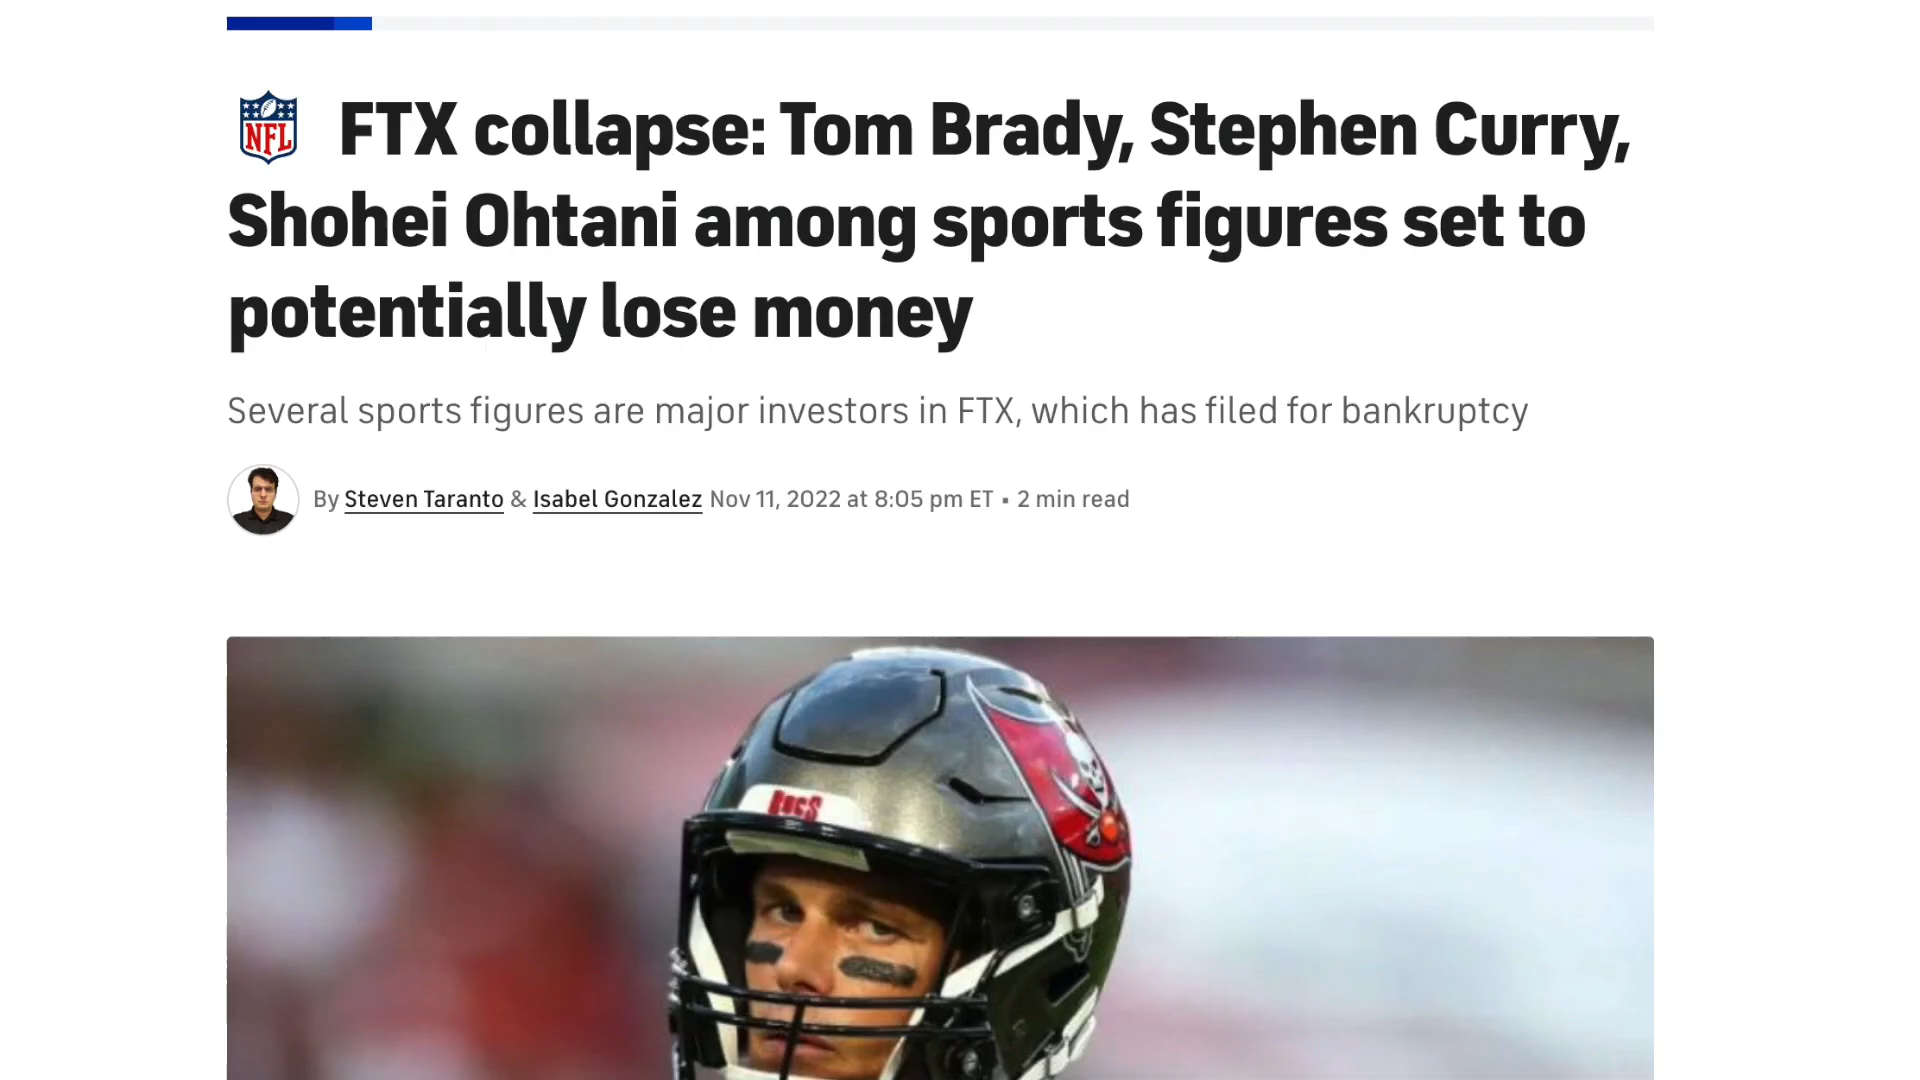 NFL
FTX collapse: Tom Brady, Stephen Curry,
Shohei Ohtani among sports figures set to
potentially lose money
Several sports figures are major investors in FTX, which has filed for bankruptcy
By Steven Taranto & Isabel Gonzalez Nov 11, 2022 at 8:05 pm ET • 2 min read
BUCS